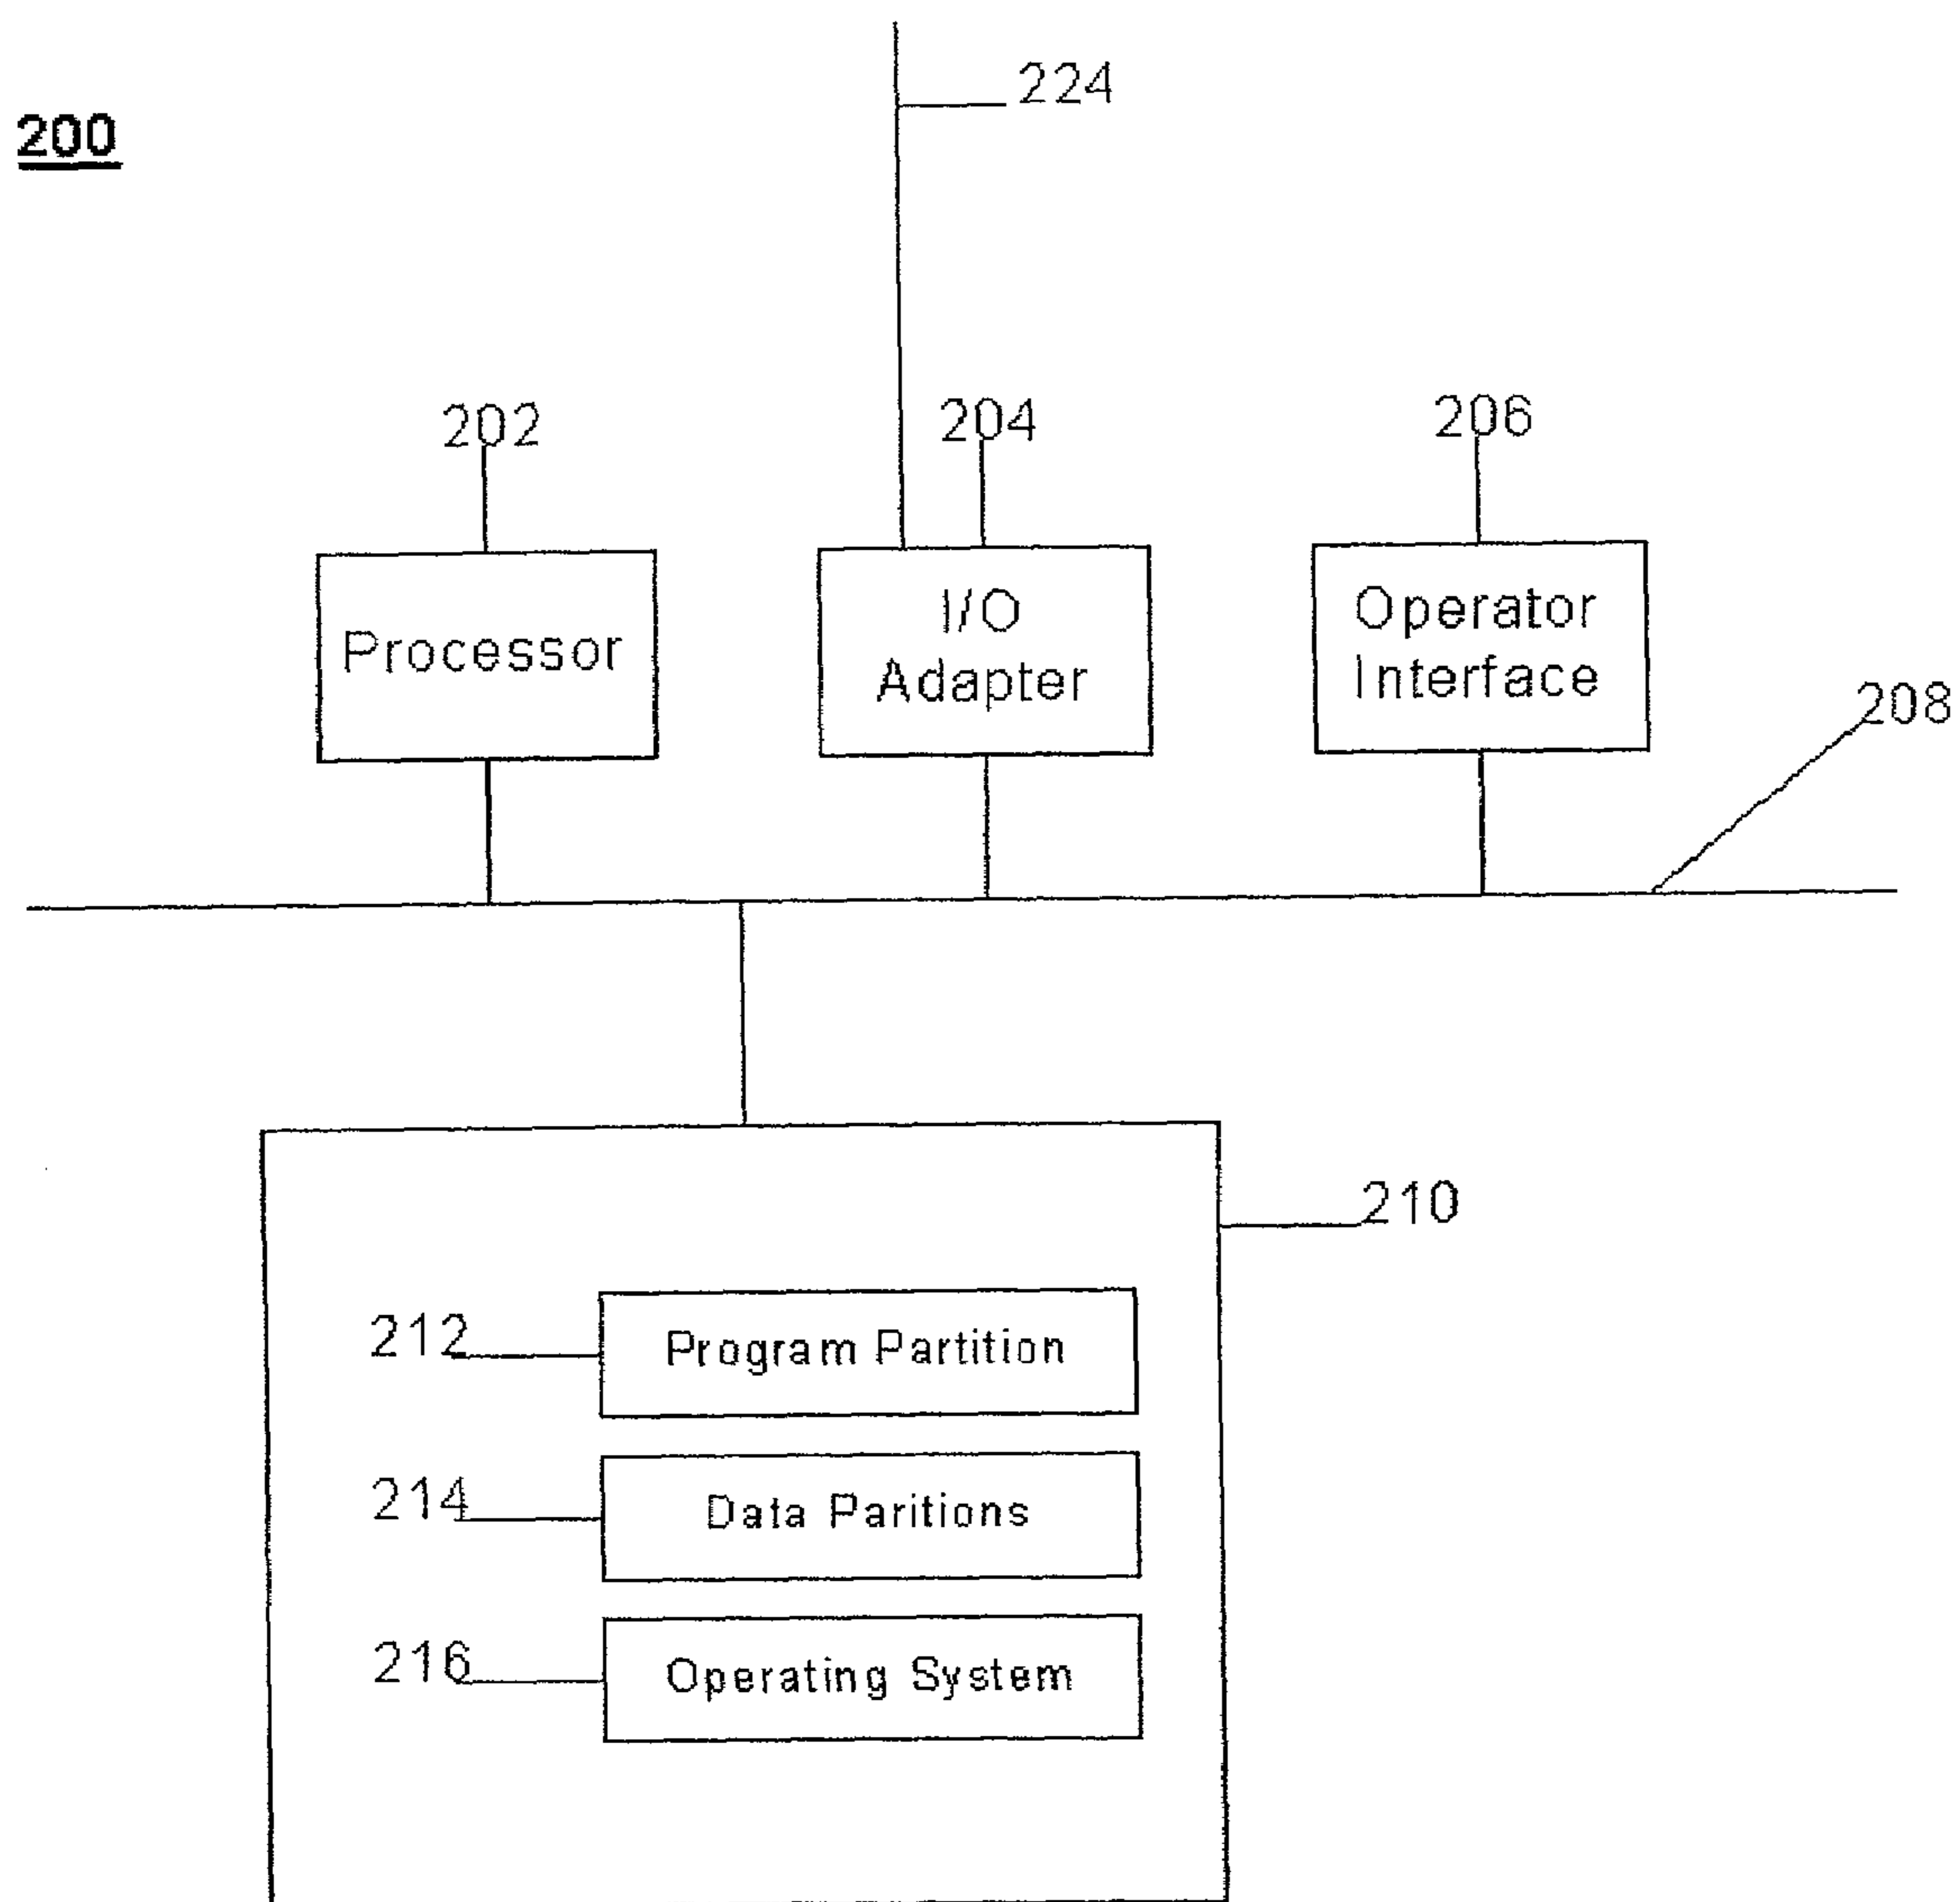 224
200
202
204
206
Processor
I/O
Adapter
Operator
Interface
208
210
212
Program Partition
214
Data Paritions
216
Operating System